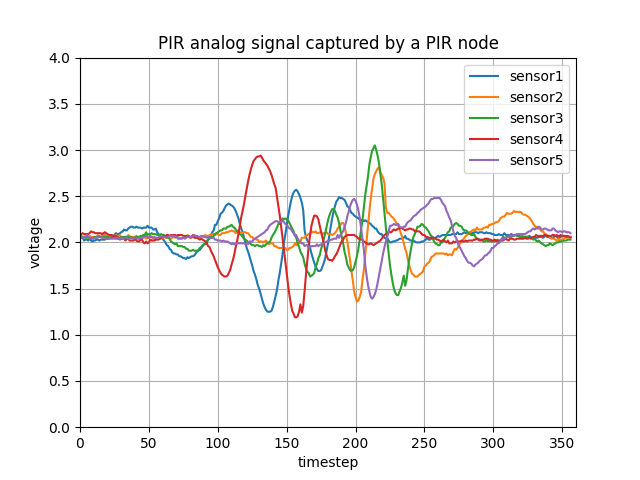 PIR analog signal captured by a PIR node
4.0
3.5
3.0
2.5
2.0
1.5
1.0
0.5
0.0
voltage
sensor1
sensor2
sensor3
sensor4
sensor5
0 50 100 150 200 250 300 350
timestep